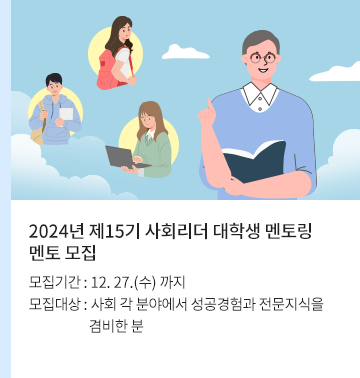 2024년 제15기 사회리더 대학생 멘토링
멘토 모집
모집기간 : 12. 27.(수) 까지
모집대상 : 사회 각 분야에서 성공경험과 전문지식을
겸비한 분